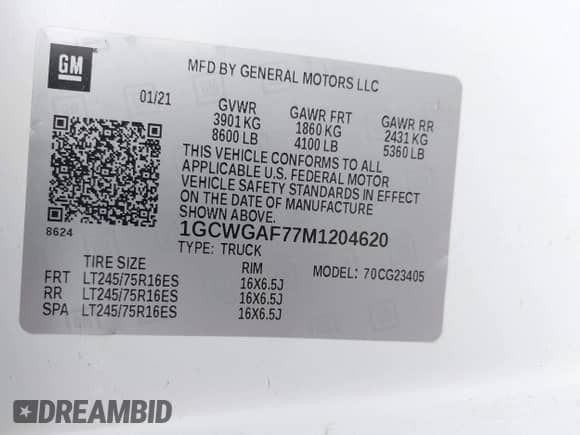 GM
MFD BY GENERAL MOTORS LLC
01/21
GVWR GAWR FRT GAWR RR
3901 KG 1860 KG 2431 KG
8600 LB 4100 LB 5360 LB
THIS VEHICLE CONFORMS TO ALL
APPLICABLE U.S. FEDERAL MOTOR
VEHICLE SAFETY STANDARDS IN EFFECT
ON THE DATE OF MANUFACTURE
SHOWN ABOVE.
8624
1GCWGAF77M1204620
TYPE: TRUCK
TIRE SIZE RIM MODEL: 70CG23405
FRT LT245/75R16ES 16X6.5J
RR LT245/75R16ES 16X6.5J
SPA LT245/75R16ES 16X6.5J
DREAMBID